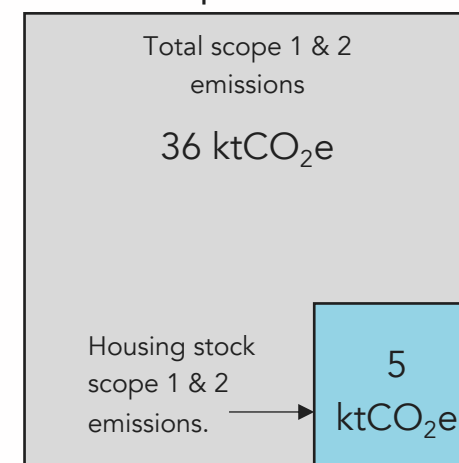 Total scope 1 & 2
emissions
36 ktCO₂e
Housing stock
scope 1 & 2
emissions.
5
ktCO₂e